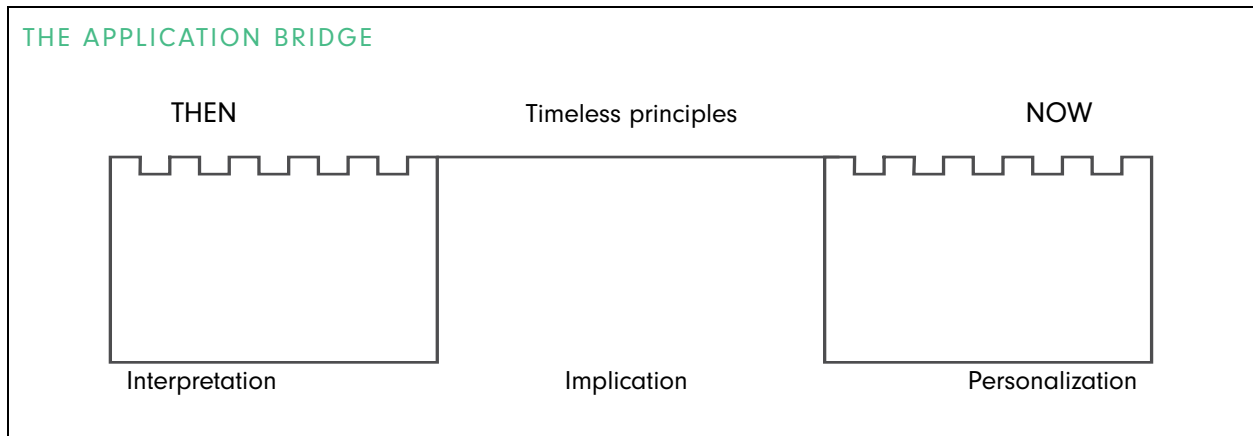 THE APPLICATION BRIDGE
THEN Timeless principles NOW
Interpretation Implication Personalization